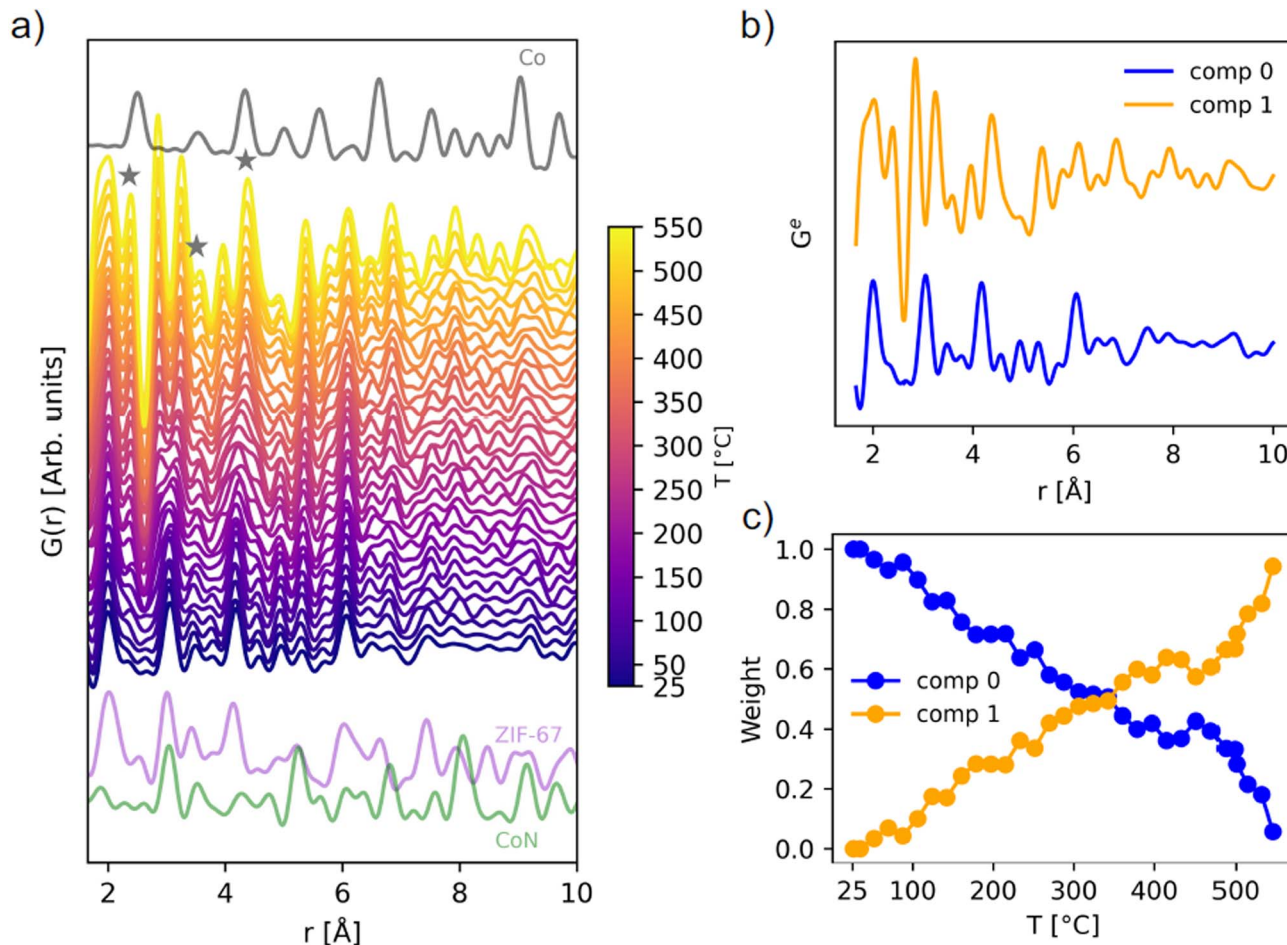 a)
Co
G(r) [Arb. units]
ZIF-67
CoN
2 4 6 8 10
r [Å]
550
500
450
400
350
300
250
200
150
100
50
25
T [°C]
b)
comp 0
comp 1
Gᵉ
2 4 6 8 10
r [Å]
c)
1.0
0.8
0.6
0.4
0.2
0.0
Weight
comp 0
comp 1
25 100 200 300 400 500
T [°C]